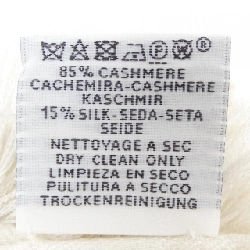 85% CASHMERE
CACHEMIRA-CASHMERE
KASCHMIR
15% SILK-SEDA-SETA
SEIDE
NETTOYAGE A SEC
DRY CLEAN ONLY
LIMPIEZA EN SECO
PULITURA A SECCO
TROCKENREINIGUNG